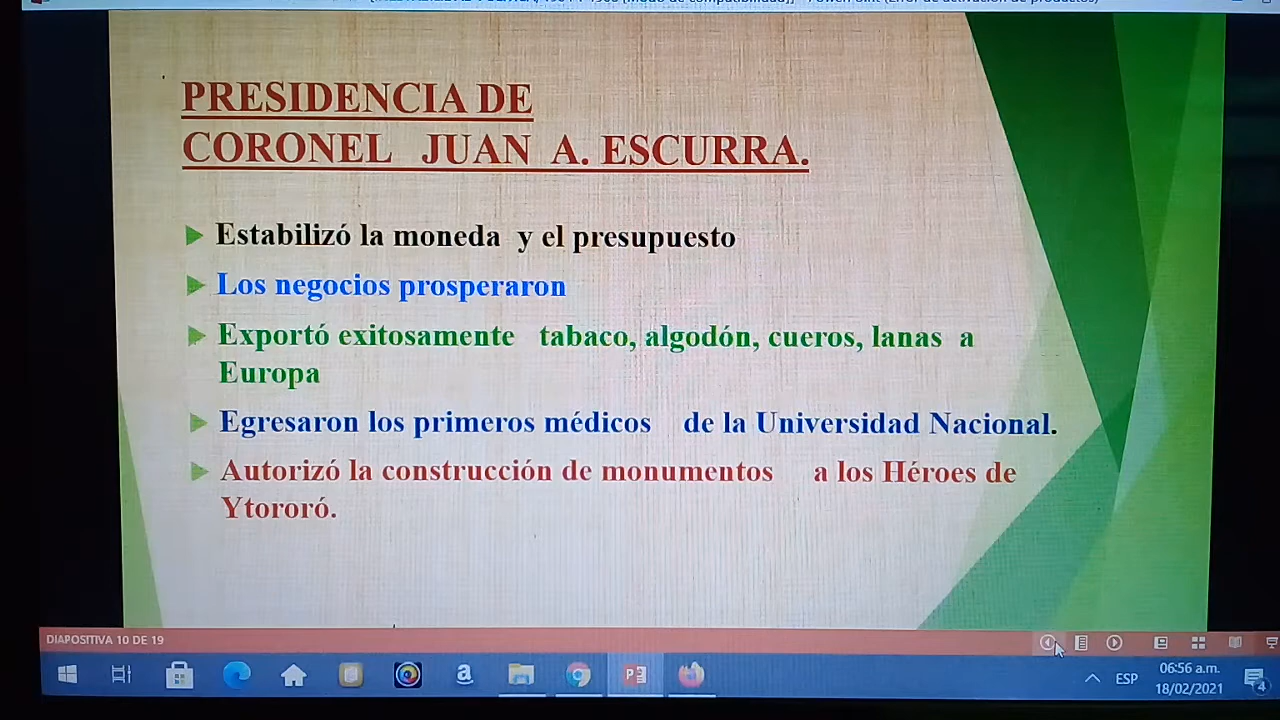 PRESIDENCIA DE
CORONEL JUAN A. ESCURRA.
Estabilizó la moneda y el presupuesto
Los negocios prosperaron
Exportó exitosamente tabaco, algodón, cueros, lanas a
Europa
Egresaron los primeros médicos de la Universidad Nacional.
Autorizó la construcción de monumentos a los Héroes de
Ytororó.
DIAPOSITIVA 10 DE 19
ESP
06:56 a.m.
18/02/2021
4